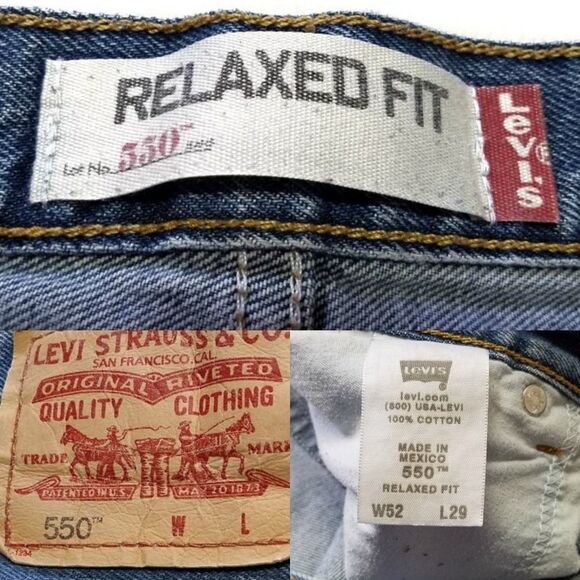 RELAXED FIT
Lot No. 550™
LEVI'S®
LEVI STRAUSS & CO
SAN FRANCISCO, CAL.
ORIGINAL RIVETED
QUALITY CLOTHING
TRADE MARK
PATENTED IN U.S. MAY 20 1873
550™ W L
Levi's
levi.com
(800) USA-LEVI
100% COTTON
MADE IN
MEXICO
550™
RELAXED FIT
W52 L29